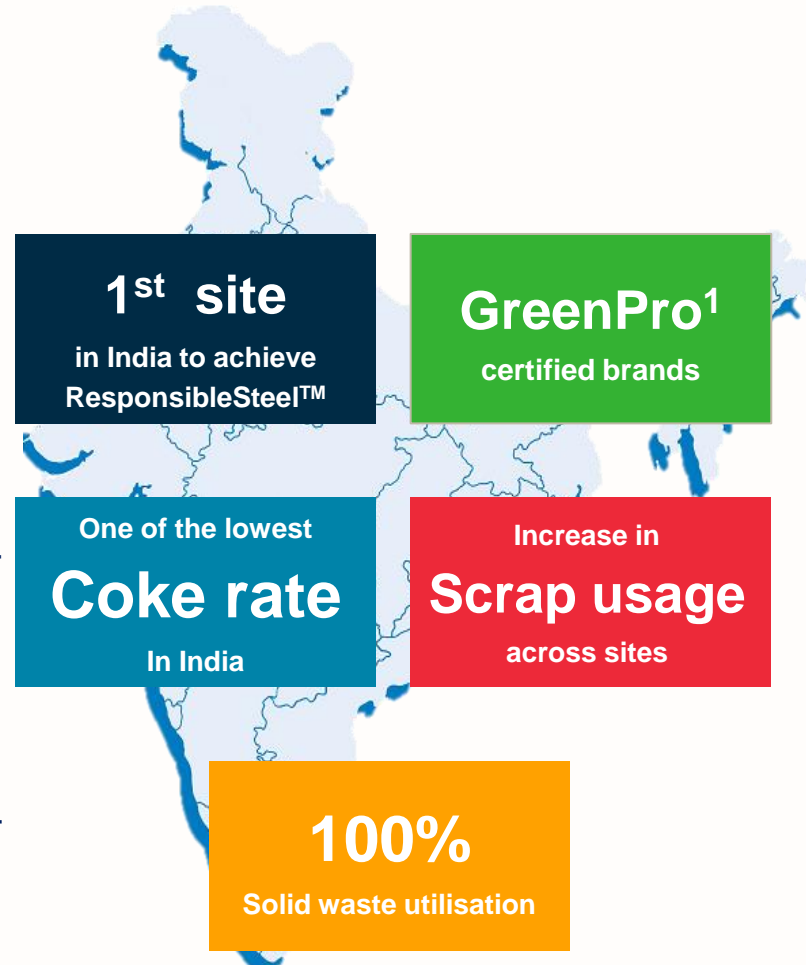 1st site
in India to achieve
ResponsibleSteelTM
GreenPro1
certified brands
One of the lowest
Coke rate
In India
Increase in
Scrap usage
across sites
100%
Solid waste utilisation